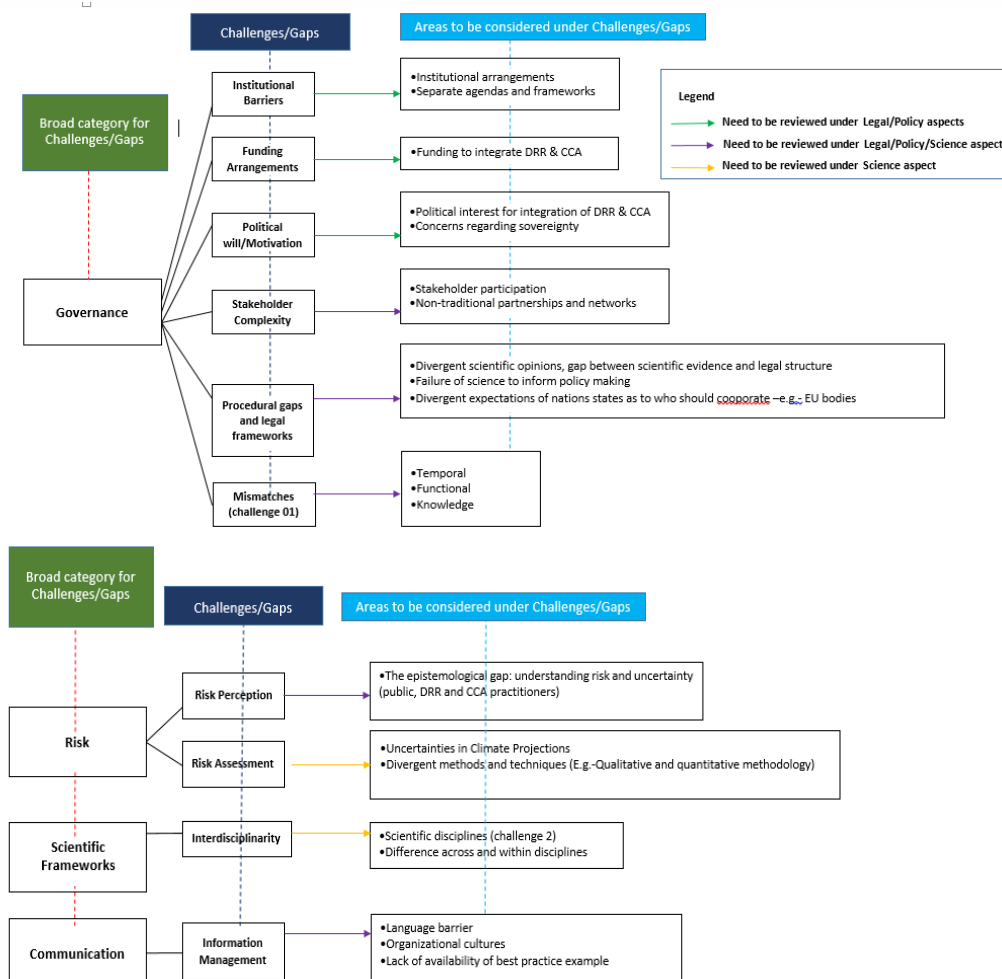 Challenges/Gaps
Areas to be considered under Challenges/Gaps
Broad category for
Challenges/Gaps
Legend
Need to be reviewed under Legal/Policy aspects
Need to be reviewed under Legal/Policy/Science aspect
Need to be reviewed under Science aspect
Governance
Institutional
Barriers
•Institutional arrangements
•Separate agendas and frameworks
Funding
Arrangements
•Funding to integrate DRR & CCA
Political
will/Motivation
•Political interest for integration of DRR & CCA
•Concerns regarding sovereignty
Stakeholder
Complexity
•Stakeholder participation
•Non-traditional partnerships and networks
Procedural gaps
and legal
frameworks
•Divergent scientific opinions, gap between scientific evidence and legal structure
•Failure of science to inform policy making
•Divergent expectations of nations states as to who should cooporate –e.g.- EU bodies
Mismatches
(challenge 01)
•Temporal
•Functional
•Knowledge
Broad category for
Challenges/Gaps
Challenges/Gaps
Areas to be considered under Challenges/Gaps
Risk
Risk Perception
•The epistemological gap: understanding risk and uncertainty
(public, DRR and CCA practitioners)
Risk Assessment
•Uncertainties in Climate Projections
•Divergent methods and techniques (E.g.-Qualitative and quantitative methodology)
Scientific
Frameworks
Interdisciplinarity
•Scientific disciplines (challenge 2)
•Difference across and within disciplines
Communication
Information
Management
•Language barrier
•Organizational cultures
•Lack of availability of best practice example